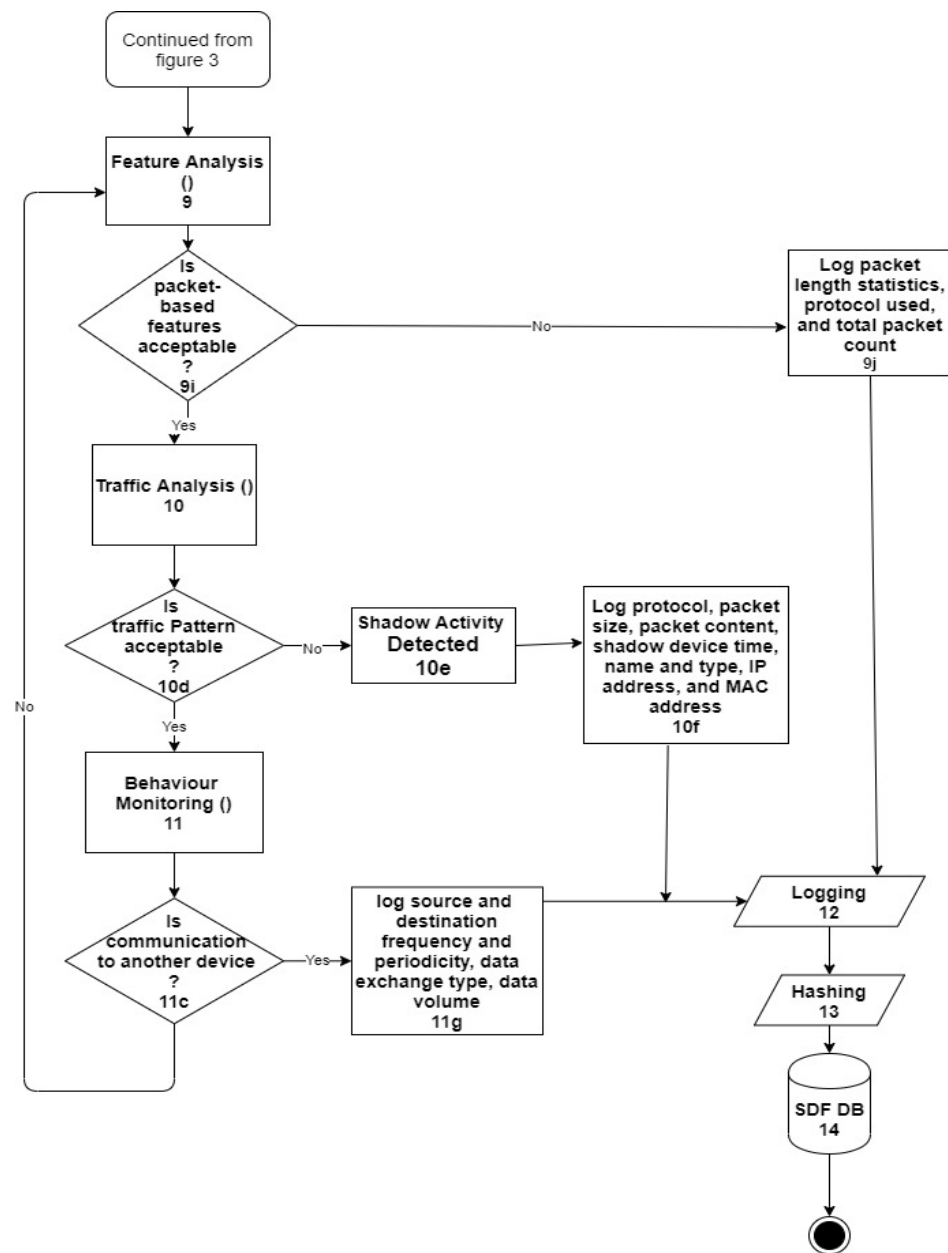 Continued from
figure 3
Feature Analysis
()
9
Is
packet-
based
features
acceptable
?
9i
No
Log packet
length statistics,
protocol used,
and total packet
count
9j
Yes
Traffic Analysis ()
10
Is
traffic Pattern
acceptable
?
10d
No
Shadow Activity
Detected
10e
Log protocol, packet
size, packet content,
shadow device time,
name and type, IP
address, and MAC
address
10f
No
Yes
Behaviour
Monitoring ()
11
Is
communication
to another device
?
11c
Yes
log source and
destination
frequency and
periodicity, data
exchange type, data
volume
11g
Logging
12
Hashing
13
SDF DB
14